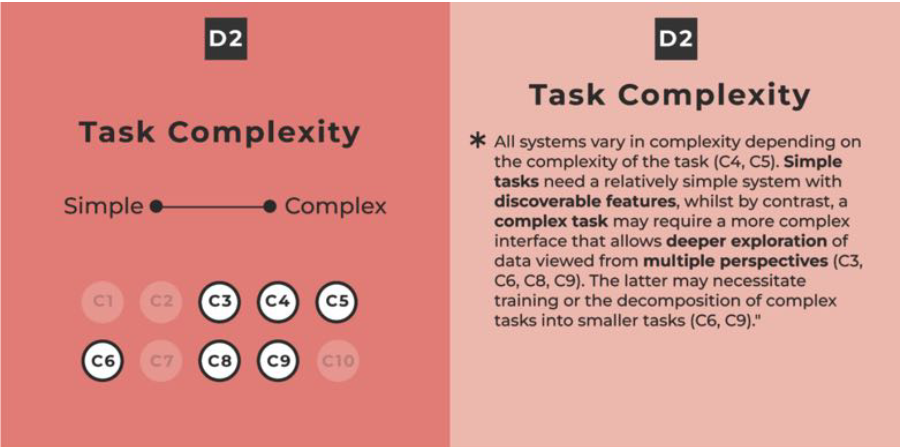 D2
Task Complexity
Simple Complex
C1 C2 C3 C4 C5
C6 C7 C8 C9 C10
D2
Task Complexity
* All systems vary in complexity depending on
the complexity of the task (C4, C5). Simple
tasks need a relatively simple system with
discoverable features, whilst by contrast, a
complex task may require a more complex
interface that allows deeper exploration of
data viewed from multiple perspectives (C3,
C6, C8, C9). The latter may necessitate
training or the decomposition of complex
tasks into smaller tasks (C6, C9)."